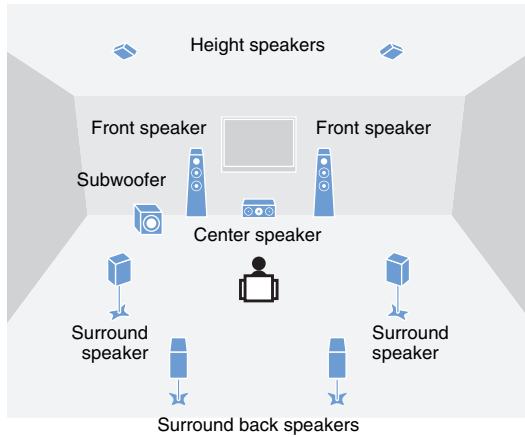 Height speakers
Front speaker
Front speaker
Subwoofer
Center speaker
Surround
speaker
Surround
speaker
Surround back speakers